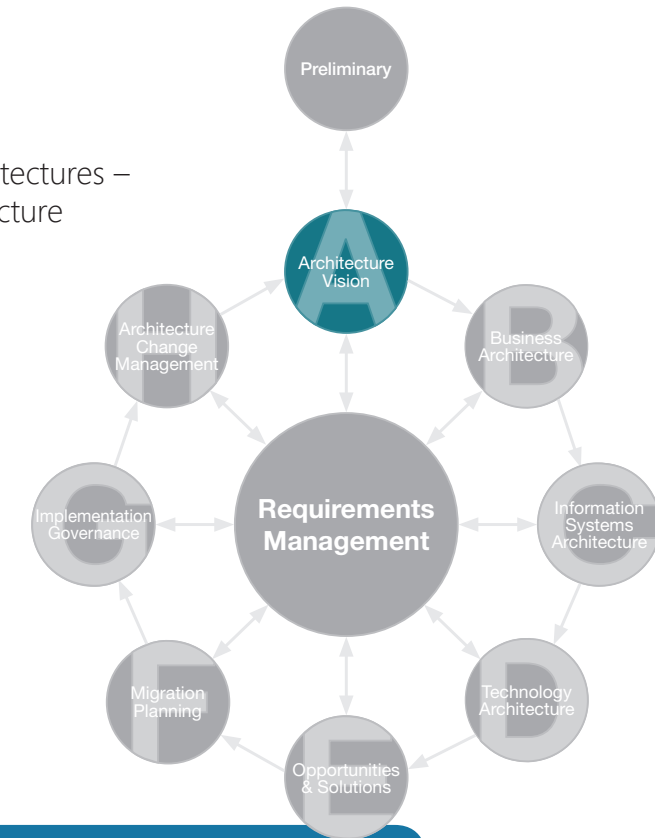 Preliminary
tectures –
cture
A
Architecture
Vision
H
Architecture
Change
Management
B
Business
Architecture
Requirements
Management
G
Implementation
Governance
C
Information
Systems
Architecture
F
Migration
Planning
D
Technology
Architecture
E
Opportunities
& Solutions